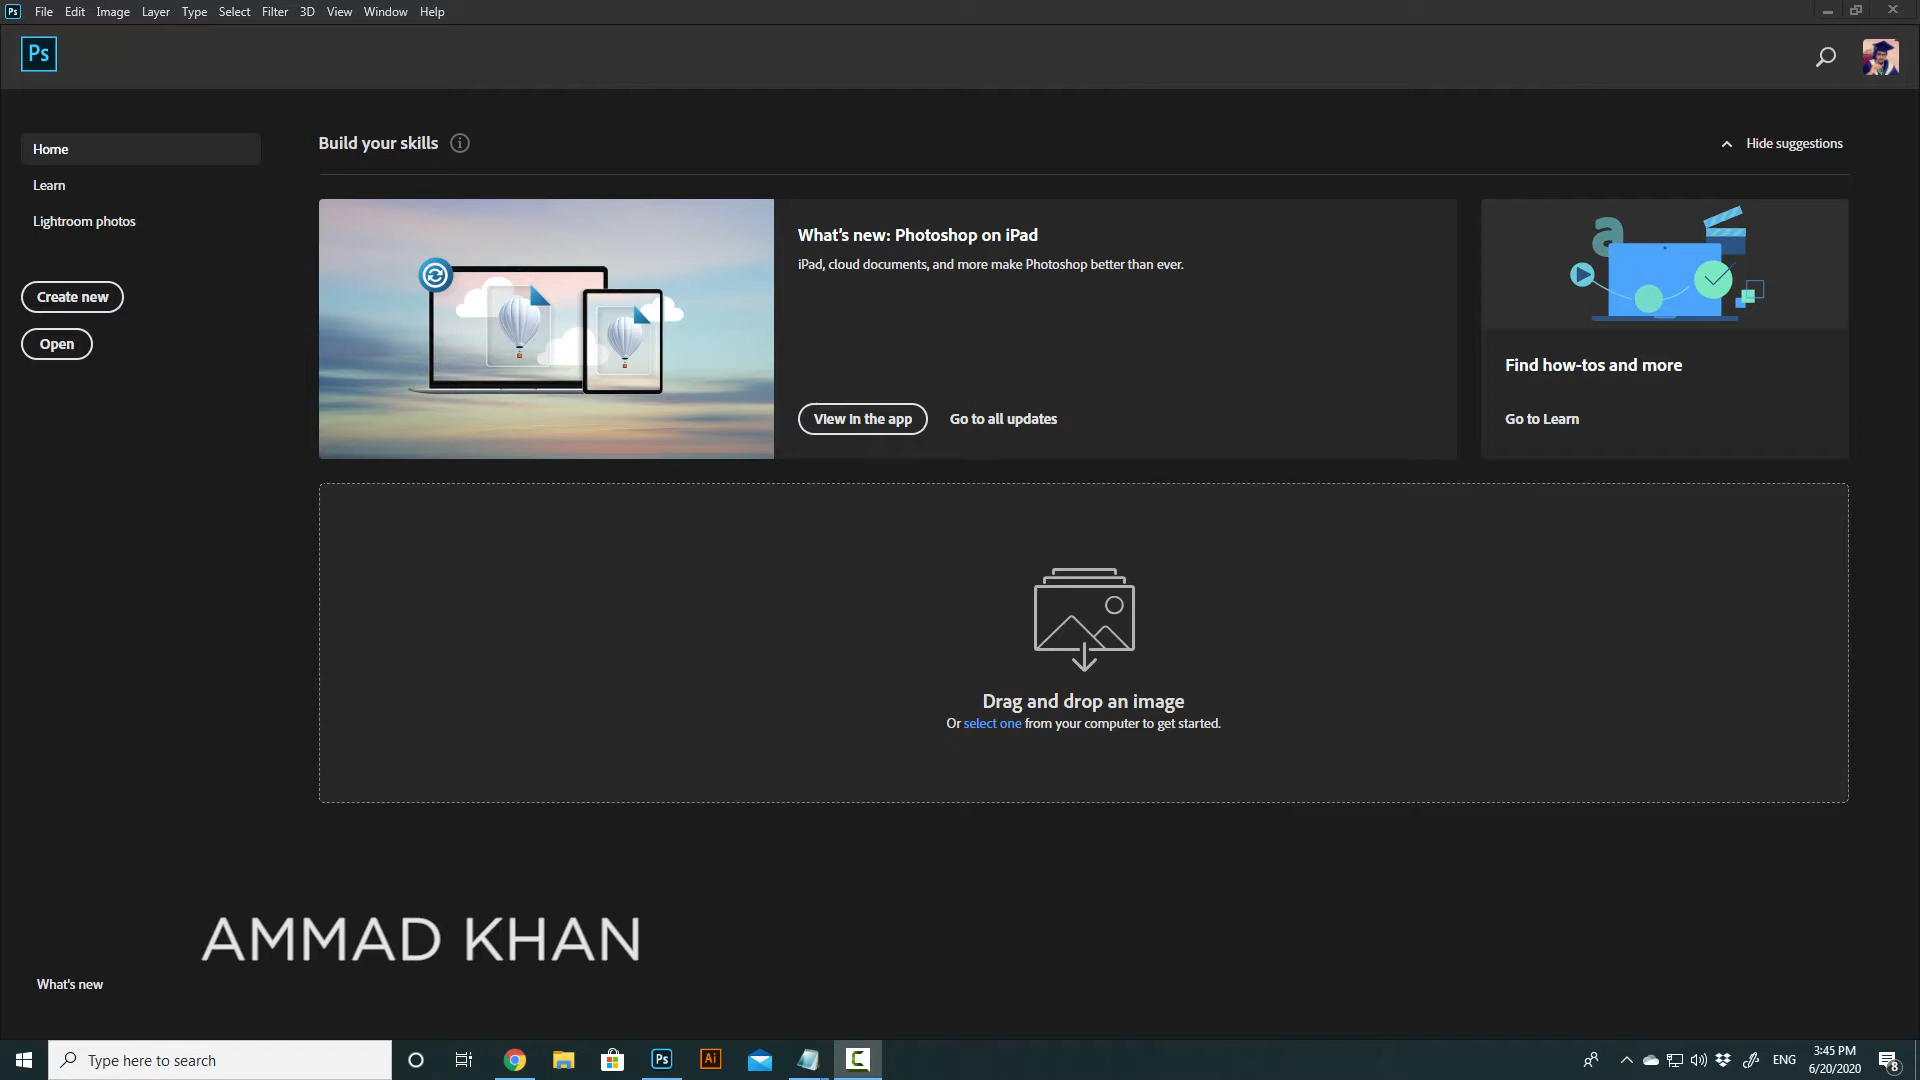 Ps File Edit Image Layer Type Select Filter 3D View Window Help
Ps
Home
Learn
Lightroom photos
Create new
Open
Build your skills
Hide suggestions
What's new: Photoshop on iPad
iPad, cloud documents, and more make Photoshop better than ever.
View in the app Go to all updates
a
Find how-tos and more
Go to Learn
Drag and drop an image
Or select one from your computer to get started.
AMMAD KHAN
What's new
Type here to search
Ps
Ai
ENG
3:45 PM
6/20/2020
8